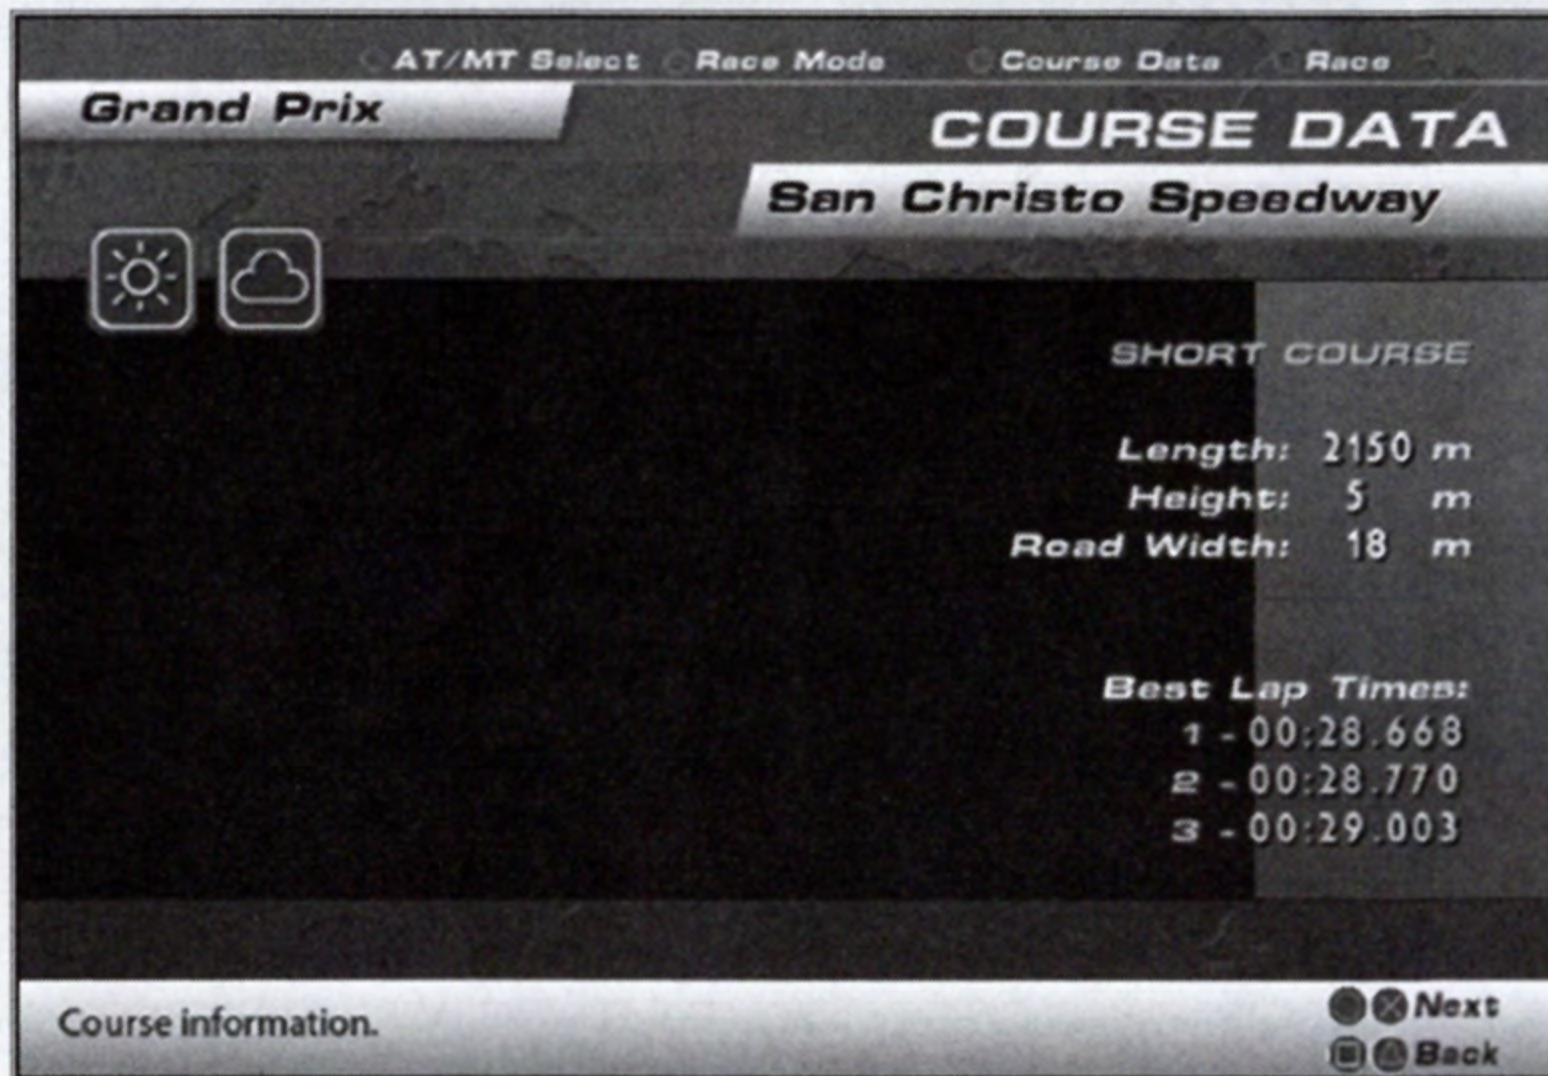 AT/MT Select Race Mode Course Data Race
Grand Prix
COURSE DATA
San Christo Speedway
SHORT COURSE
Length: 2150 m
Height: 5 m
Road Width: 18 m
Best Lap Times:
1 - 00:28.668
2 - 00:28.770
3 - 00:29.003
Course information.
Next
Back